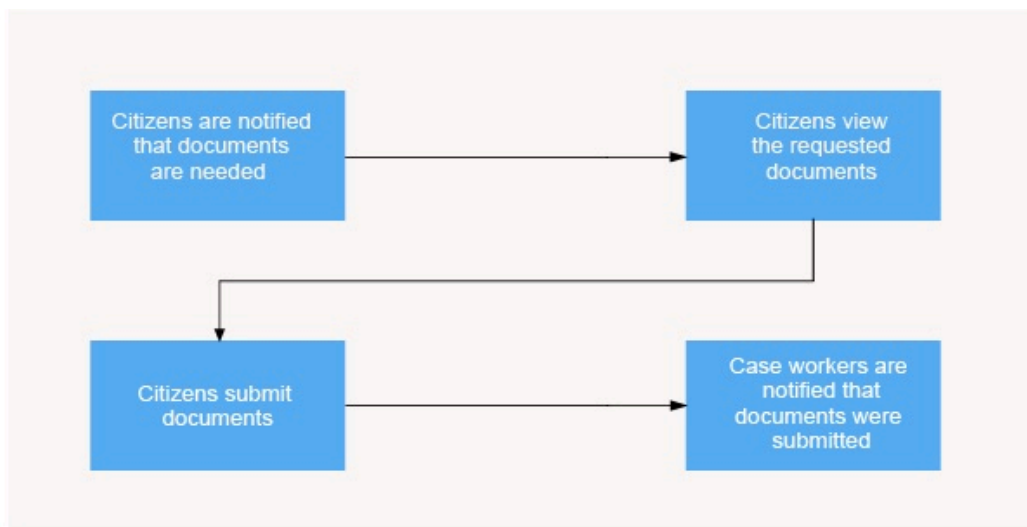 Citizens are notified
that documents
are needed
Citizens view
the requested
documents
Citizens submit
documents
Case workers are
notified that
documents were
submitted